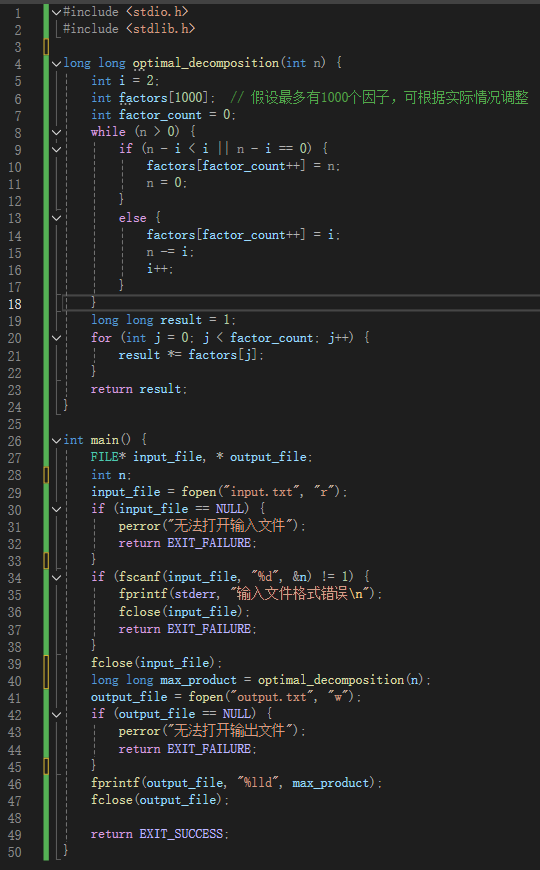 1 #include <stdio.h>
2 #include <stdlib.h>
3
4 long long optimal_decomposition(int n) {
5     int i = 2;
6     int factors[1000];  // 假设最多有1000个因子，可根据实际情况调整
7     int factor_count = 0;
8     while (n > 0) {
9         if (n - i < i || n - i == 0) {
10             factors[factor_count++] = n;
11             n = 0;
12         }
13         else {
14             factors[factor_count++] = i;
15             n -= i;
16             i++;
17         }
18     }
19     long long result = 1;
20     for (int j = 0; j < factor_count; j++) {
21         result *= factors[j];
22     }
23     return result;
24 }
25
26 int main() {
27     FILE* input_file, * output_file;
28     int n;
29     input_file = fopen("input.txt", "r");
30     if (input_file == NULL) {
31         perror("无法打开输入文件");
32         return EXIT_FAILURE;
33     }
34     if (fscanf(input_file, "%d", &n) != 1) {
35         fprintf(stderr, "输入文件格式错误\n");
36         fclose(input_file);
37         return EXIT_FAILURE;
38     }
39     fclose(input_file);
40     long long max_product = optimal_decomposition(n);
41     output_file = fopen("output.txt", "w");
42     if (output_file == NULL) {
43         perror("无法打开输出文件");
44         return EXIT_FAILURE;
45     }
46     fprintf(output_file, "%lld", max_product);
47     fclose(output_file);
48
49     return EXIT_SUCCESS;
50 }